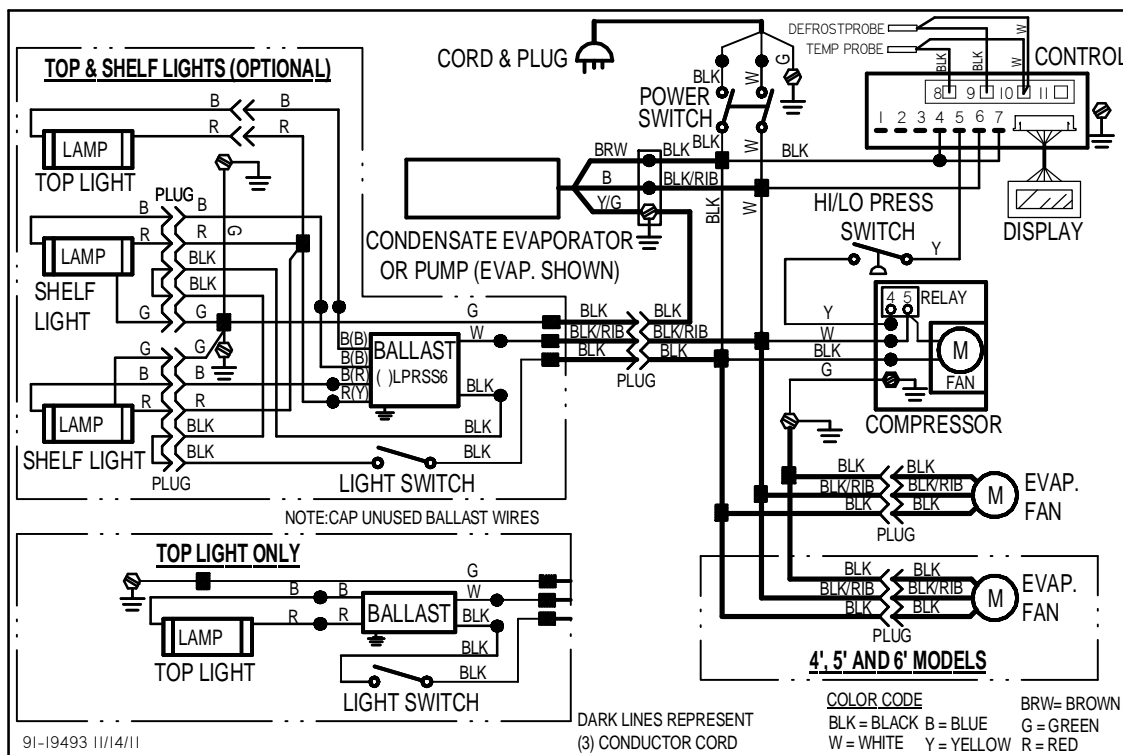 TOP & SHELF LIGHTS (OPTIONAL)
B
B
R
R
LAMP
TOP LIGHT
PLUG
B
B
R
R
LAMP
BLK
BLK
SHELF
LIGHT
G
G
G
G
G
B
B
R
R
LAMP
BLK
BLK
SHELF LIGHT
PLUG
B(B)
B(B)
B(R)
R(Y)
BALLAST
( )LPRSS6
G
W
BLK
BLK
BLK
LIGHT SWITCH
NOTE:CAP UNUSED BALLAST WIRES
CORD & PLUG
BLK
W
G
POWER
SWITCH
BLK
W
BRW
BLK
B
BLK/RIB
Y/G
BLK
W
BLK
CONDENSATE EVAPORATOR
OR PUMP (EVAP. SHOWN)
BLK
BLK/RIB
BLK/RIB
BLK
BLK
PLUG
DEFROSTPROBE
TEMP PROBE
W
BLK
BLK
W
CONTROL
8
9
10
11
1 2 3 4 5 6 7
DISPLAY
HI/LO PRESS
SWITCH
Y
4 5
RELAY
Y
W
BLK
G
M
FAN
COMPRESSOR
BLK
BLK
BLK/RIB
BLK/RIB
BLK
BLK
PLUG
M
EVAP.
FAN
BLK
BLK
BLK/RIB
BLK/RIB
BLK
BLK
PLUG
M
EVAP.
FAN
4', 5' AND 6' MODELS
TOP LIGHT ONLY
G
B
B
W
R
R
BALLAST
BLK
LAMP
TOP LIGHT
BLK
BLK
LIGHT SWITCH
91-19493 11/14/11
DARK LINES REPRESENT
(3) CONDUCTOR CORD
COLOR CODE
BRW= BROWN
BLK = BLACK B = BLUE G = GREEN
W = WHITE Y = YELLOW R = RED